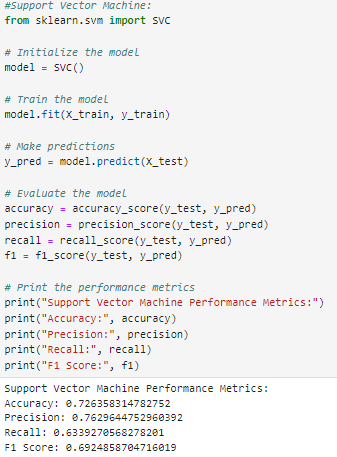 #Support Vector Machine:
from sklearn.svm import SVC
# Initialize the model
model = SVC()
# Train the model
model.fit(X_train, y_train)
# Make predictions
y_pred = model.predict(X_test)
# Evaluate the model
accuracy = accuracy_score(y_test, y_pred)
precision = precision_score(y_test, y_pred)
recall = recall_score(y_test, y_pred)
f1 = f1_score(y_test, y_pred)
# Print the performance metrics
print("Support Vector Machine Performance Metrics:")
print("Accuracy:", accuracy)
print("Precision:", precision)
print("Recall:", recall)
print("F1 Score:", f1)
Support Vector Machine Performance Metrics:
Accuracy: 0.726358314782752
Precision: 0.7629644752960392
Recall: 0.6339270568278201
F1 Score: 0.6924858704716019